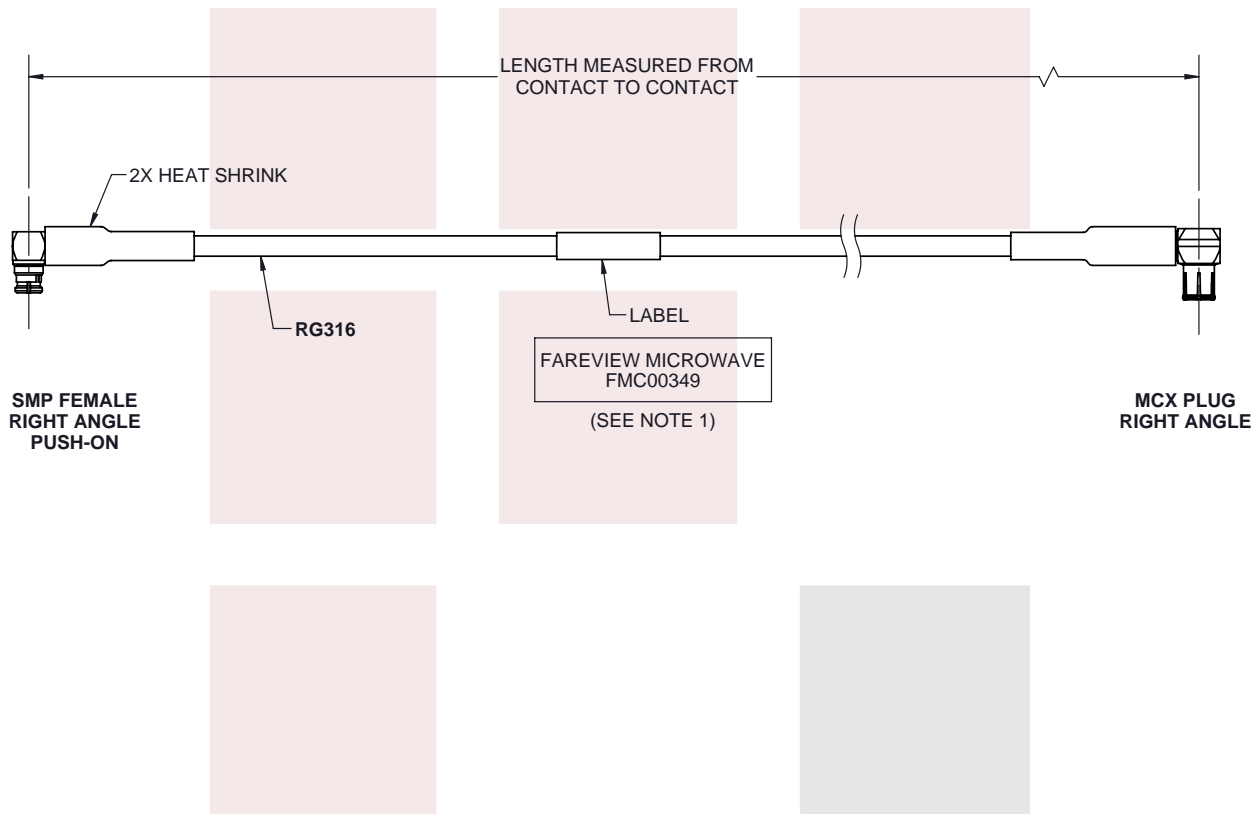 LENGTH MEASURED FROM
CONTACT TO CONTACT
2X HEAT SHRINK
RG316
LABEL
FAREVIEW MICROWAVE
FMC00349
(SEE NOTE 1)
SMP FEMALE
RIGHT ANGLE
PUSH-ON
MCX PLUG
RIGHT ANGLE